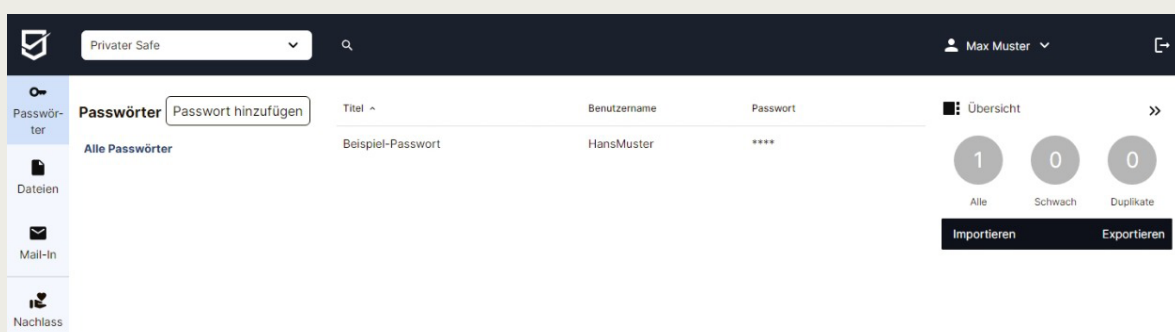 Privater Safe
Max Muster
Passwör-
ter
Dateien
Mail-In
Nachlass
Passwörter
Passwort hinzufügen
Alle Passwörter
Titel
Benutzername
Passwort
Beispiel-Passwort
HansMuster
****
Übersicht
1
0
0
Alle
Schwach
Duplikate
Importieren
Exportieren